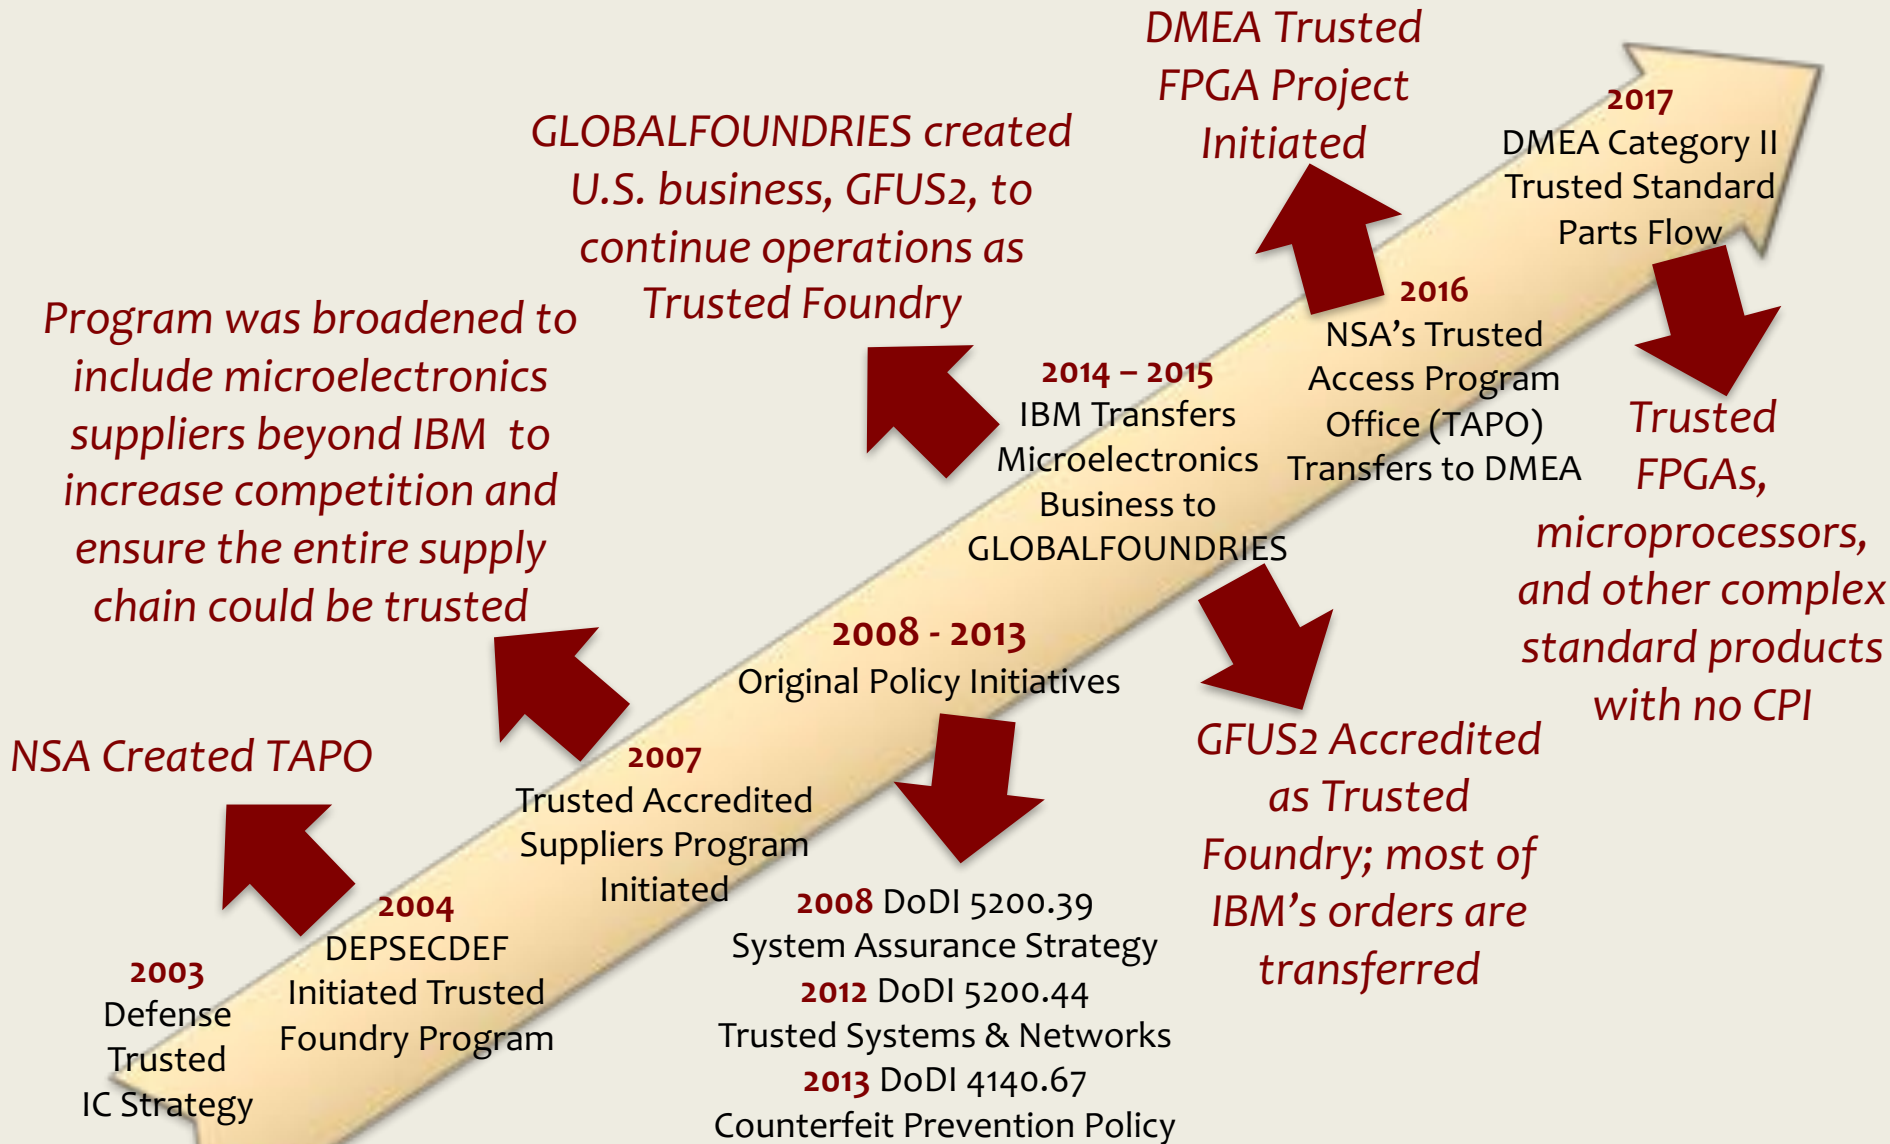 NSA Created TAPO
2003
Defense
Trusted
IC Strategy
2004
DEPSECDEF
Initiated Trusted
Foundry Program
Program was broadened to
include microelectronics
suppliers beyond IBM to
increase competition and
ensure the entire supply
chain could be trusted
2007
Trusted Accredited
Suppliers Program
Initiated
2008 - 2013
Original Policy Initiatives
2008 DoDI 5200.39
System Assurance Strategy
2012 DoDI 5200.44
Trusted Systems & Networks
2013 DoDI 4140.67
Counterfeit Prevention Policy
GLOBALFOUNDRIES created
U.S. business, GFUS2, to
continue operations as
Trusted Foundry
2014 – 2015
IBM Transfers
Microelectronics
Business to
GLOBALFOUNDRIES
GFUS2 Accredited
as Trusted
Foundry; most of
IBM’s orders are
transferred
DMEA Trusted
FPGA Project
Initiated
2016
NSA’s Trusted
Access Program
Office (TAPO)
Transfers to DMEA
2017
DMEA Category II
Trusted Standard
Parts Flow
Trusted
FPGAs,
microprocessors,
and other complex
standard products
with no CPI